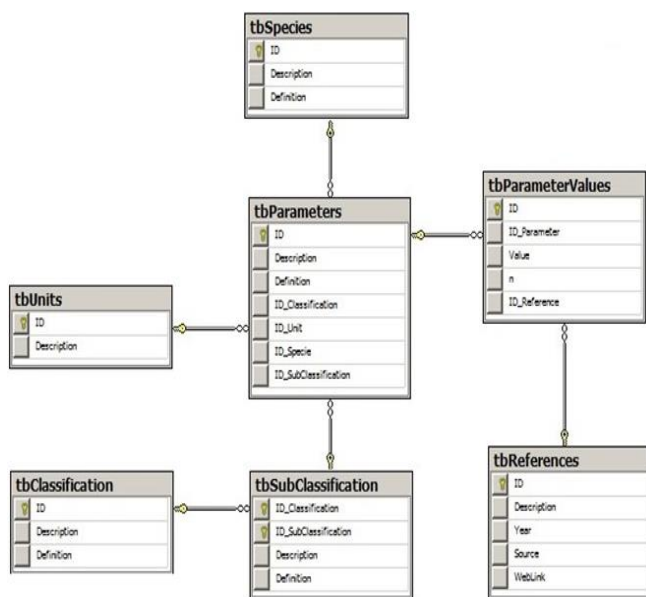 tbSpecies
ID
Description
Definition
tbParameters
ID
Description
Definition
ID_Classification
ID_Unit
ID_Specie
ID_SubClassification
tbParameterValues
ID
ID_Parameter
Value
n
ID_Reference
tbUnits
ID
Description
tbClassification
ID
Description
Definition
tbSubClassification
ID_Classification
ID_SubClassification
Description
Definition
tbReferences
ID
Description
Year
Source
WebLink